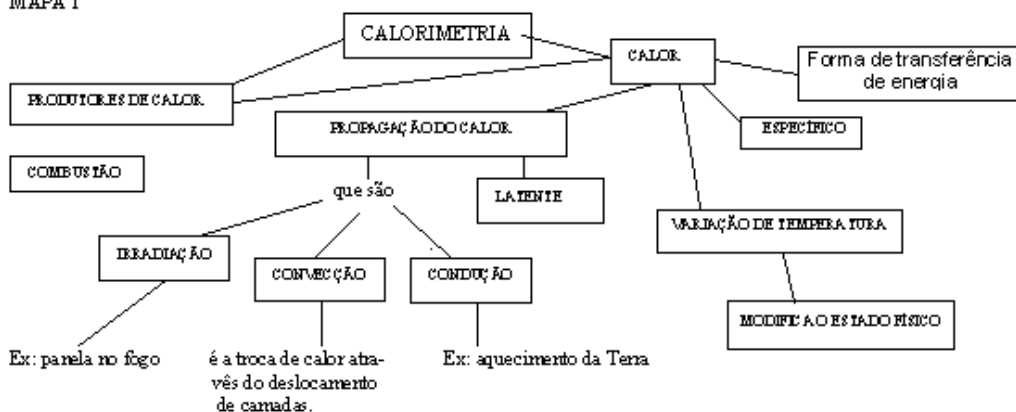 MAPA 1
CALORIMETRIA
CALOR
Forma de transferência
de energia
PRODUTORES DE CALOR
PROPAGAÇÃO DO CALOR
ESPECÍFICO
COMBUSTÃO
que são
LATENTE
VARIAÇÃO DE TEMPERATURA
IRRADIAÇÃO
CONVECÇÃO
CONDUÇÃO
MODIFICA O ESTADO FÍSICO
Ex: panela no fogo
é a troca de calor atra-
vês do deslocamento
de camadas.
Ex: aquecimento da Terra